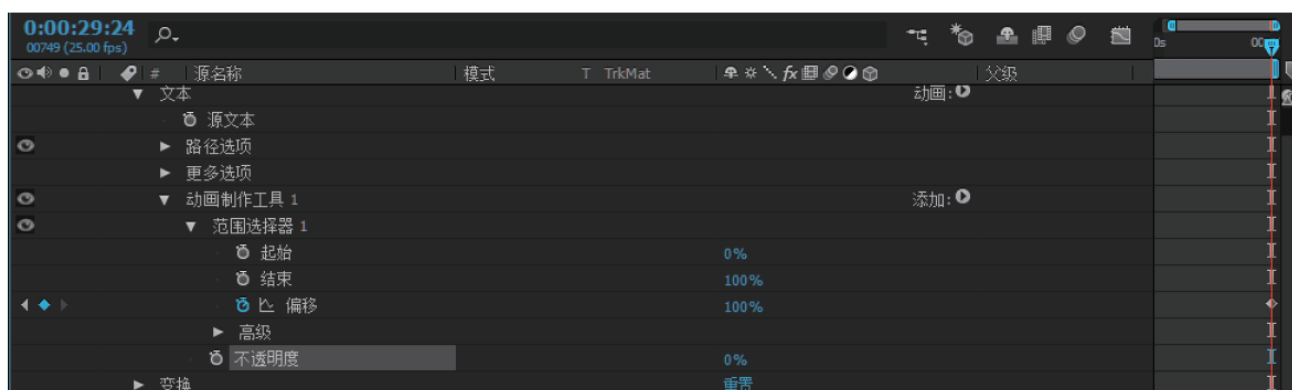 0:00:29:24
00749 (25.00 fps)
0s
# 源名称 模式 T TrkMat fx 父级
文本 动画:
源文本
路径选项
更多选项
动画制作工具 1 添加:
范围选择器 1
起始 0%
结束 100%
偏移 100%
高级
不透明度 0%
变换 重置